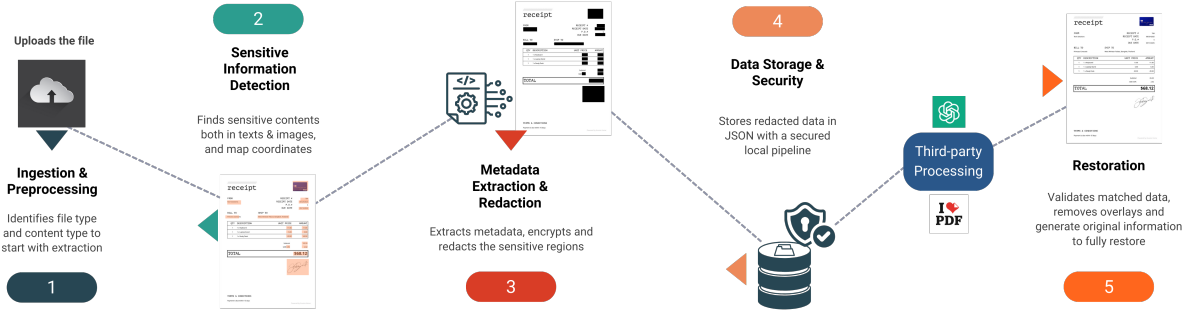 Uploads the file
Ingestion &
Preprocessing
Identifies file type
and content type to
start with extraction
1
2
Sensitive
Information
Detection
Finds sensitive contents
both in texts & images,
and map coordinates
receipt
TOTAL
$68.12
</>
receipt
TOTAL
Metadata
Extraction &
Redaction
Extracts metadata, encrypts and
redacts the sensitive regions
3
4
Data Storage &
Security
Stores redacted data in
JSON with a secured
local pipeline
Third-party
Processing
I
PDF
receipt
TOTAL
$68.12
Restoration
Validates matched data,
removes overlays and
generate original information
to fully restore
5